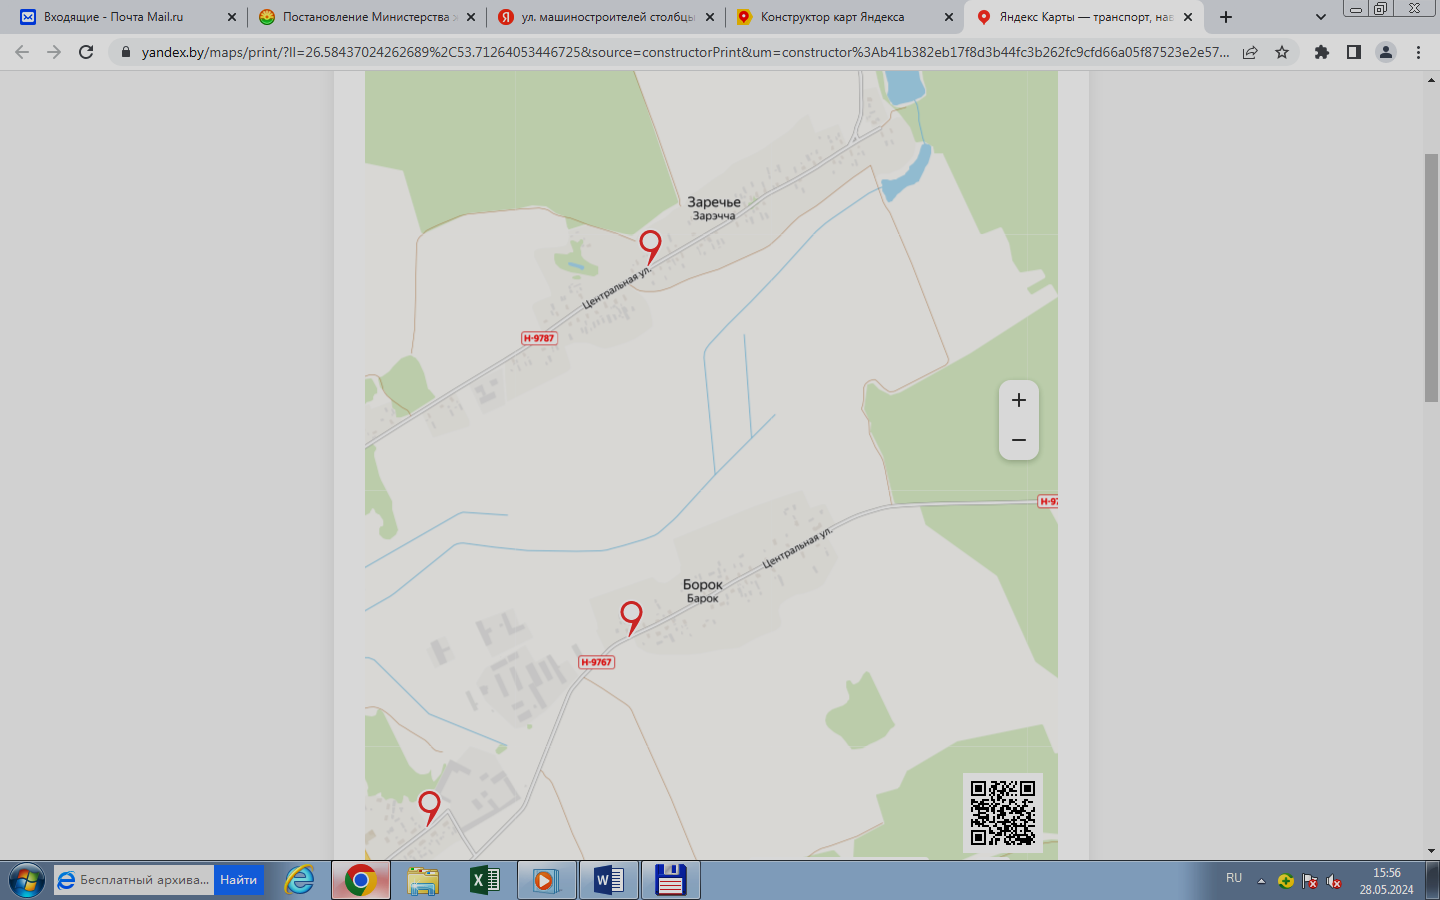 Входящие - Почта Mail.ru
Постановление Министерства ж
ул. машиностроителей столбцы
Конструктор карт Яндекса
Яндекс Карты — транспорт, нав
yandex.by/maps/print/?ll=26.58437024262689%2C53.71264053446725&source=constructorPrint&um=constructor%3Ab41b382eb17f8d3b44fc3b262fc9cfd66a05f87523e2e57...
Заречье
Зарэчча
Центральная ул.
Н-9787
Н-97
Центральная ул.
Борок
Барок
Н-9767
Бесплатный архива...
Найти
RU
15:56
28.05.2024